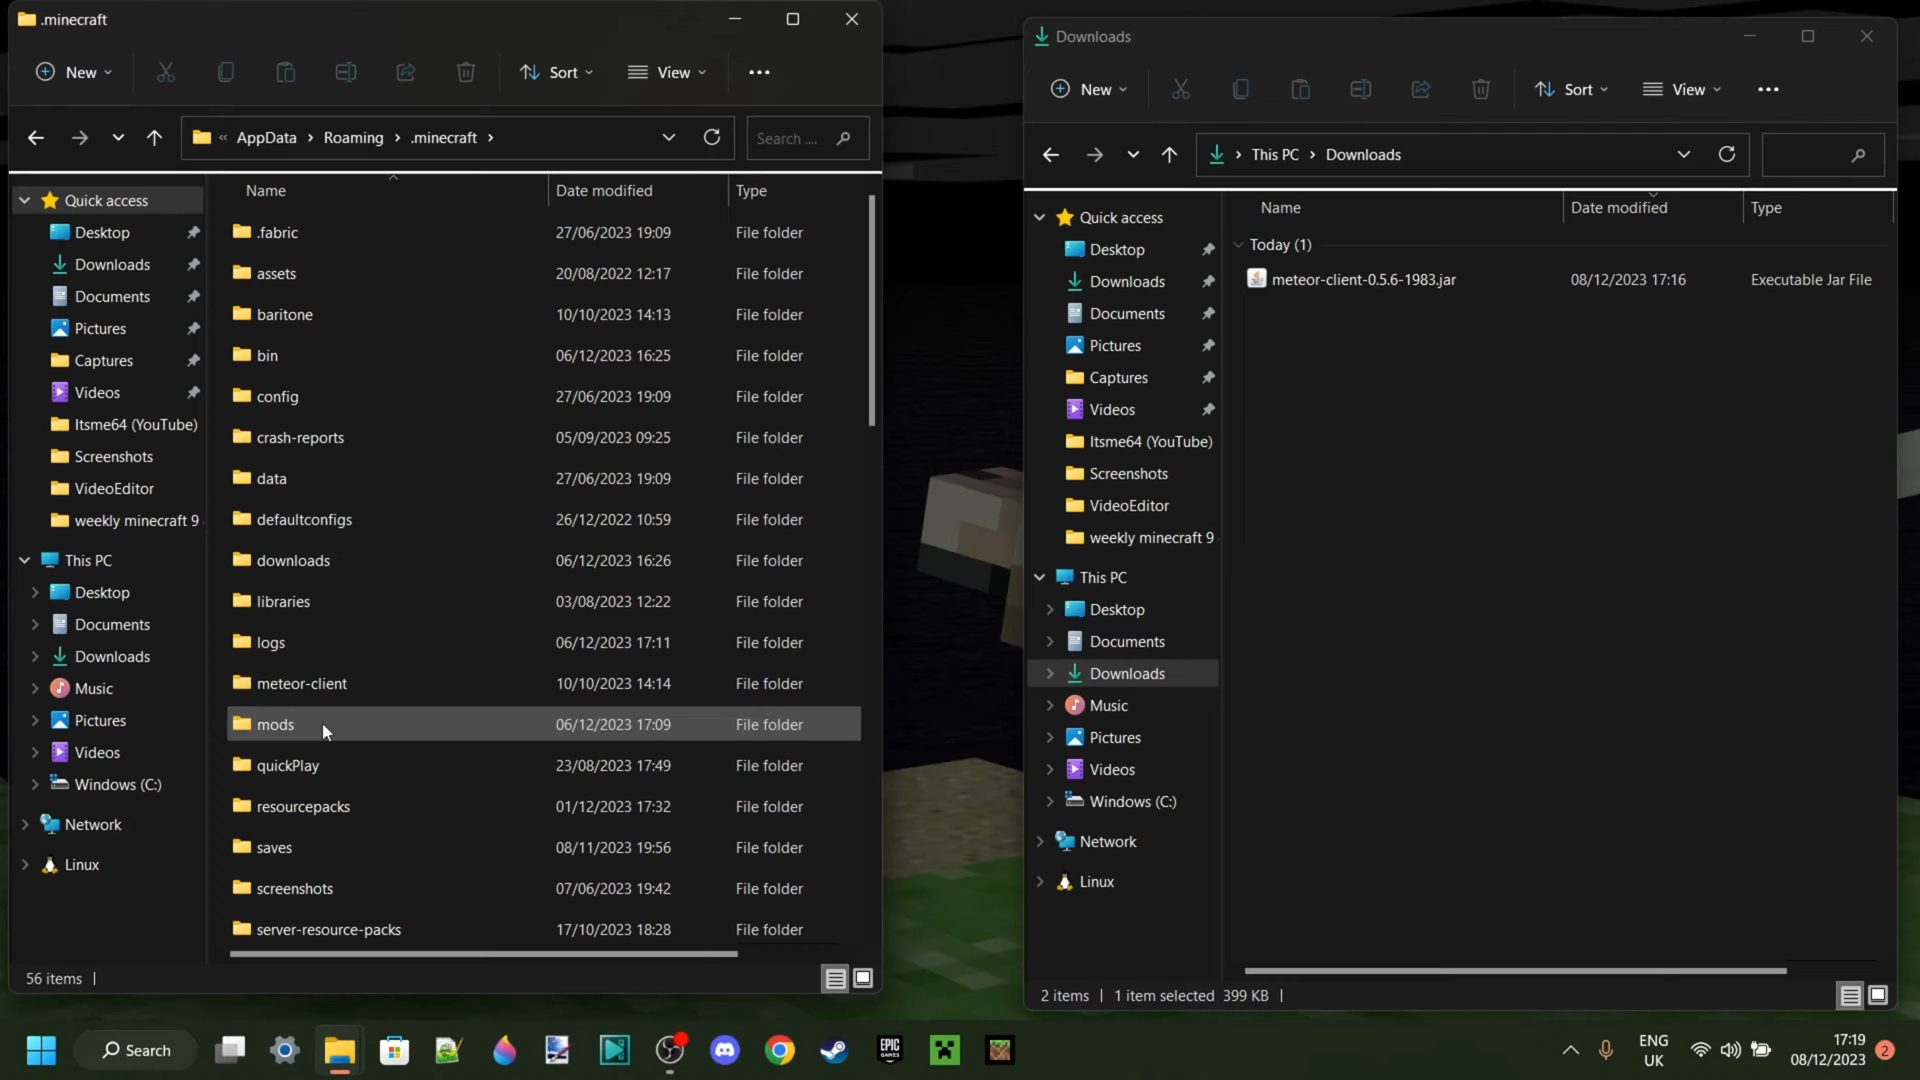 .minecraft
New
Sort
View
AppData > Roaming > .minecraft >
Search ....
Quick access
Desktop
Downloads
Documents
Pictures
Captures
Videos
Itsme64 (YouTube)
Screenshots
VideoEditor
weekly minecraft 9
This PC
Desktop
Documents
Downloads
Music
Pictures
Videos
Windows (C:)
Network
Linux
Name Date modified Type
.fabric 27/06/2023 19:09 File folder
assets 20/08/2022 12:17 File folder
baritone 10/10/2023 14:13 File folder
bin 06/12/2023 16:25 File folder
config 27/06/2023 19:09 File folder
crash-reports 05/09/2023 09:25 File folder
data 27/06/2023 19:09 File folder
defaultconfigs 26/12/2022 10:59 File folder
downloads 06/12/2023 16:26 File folder
libraries 03/08/2023 12:22 File folder
logs 06/12/2023 17:11 File folder
meteor-client 10/10/2023 14:14 File folder
mods 06/12/2023 17:09 File folder
quickPlay 23/08/2023 17:49 File folder
resourcepacks 01/12/2023 17:32 File folder
saves 08/11/2023 19:56 File folder
screenshots 07/06/2023 19:42 File folder
server-resource-packs 17/10/2023 18:28 File folder
56 items
Downloads
New
Sort
View
This PC > Downloads
Quick access
Desktop
Downloads
Documents
Pictures
Captures
Videos
Itsme64 (YouTube)
Screenshots
VideoEditor
weekly minecraft 9
This PC
Desktop
Documents
Downloads
Music
Pictures
Videos
Windows (C:)
Network
Linux
Name Date modified Type
Today (1)
meteor-client-0.5.6-1983.jar 08/12/2023 17:16 Executable Jar File
2 items 1 item selected 399 KB
Search
EPIC
GAMES
ENG
UK
17:19
08/12/2023
2